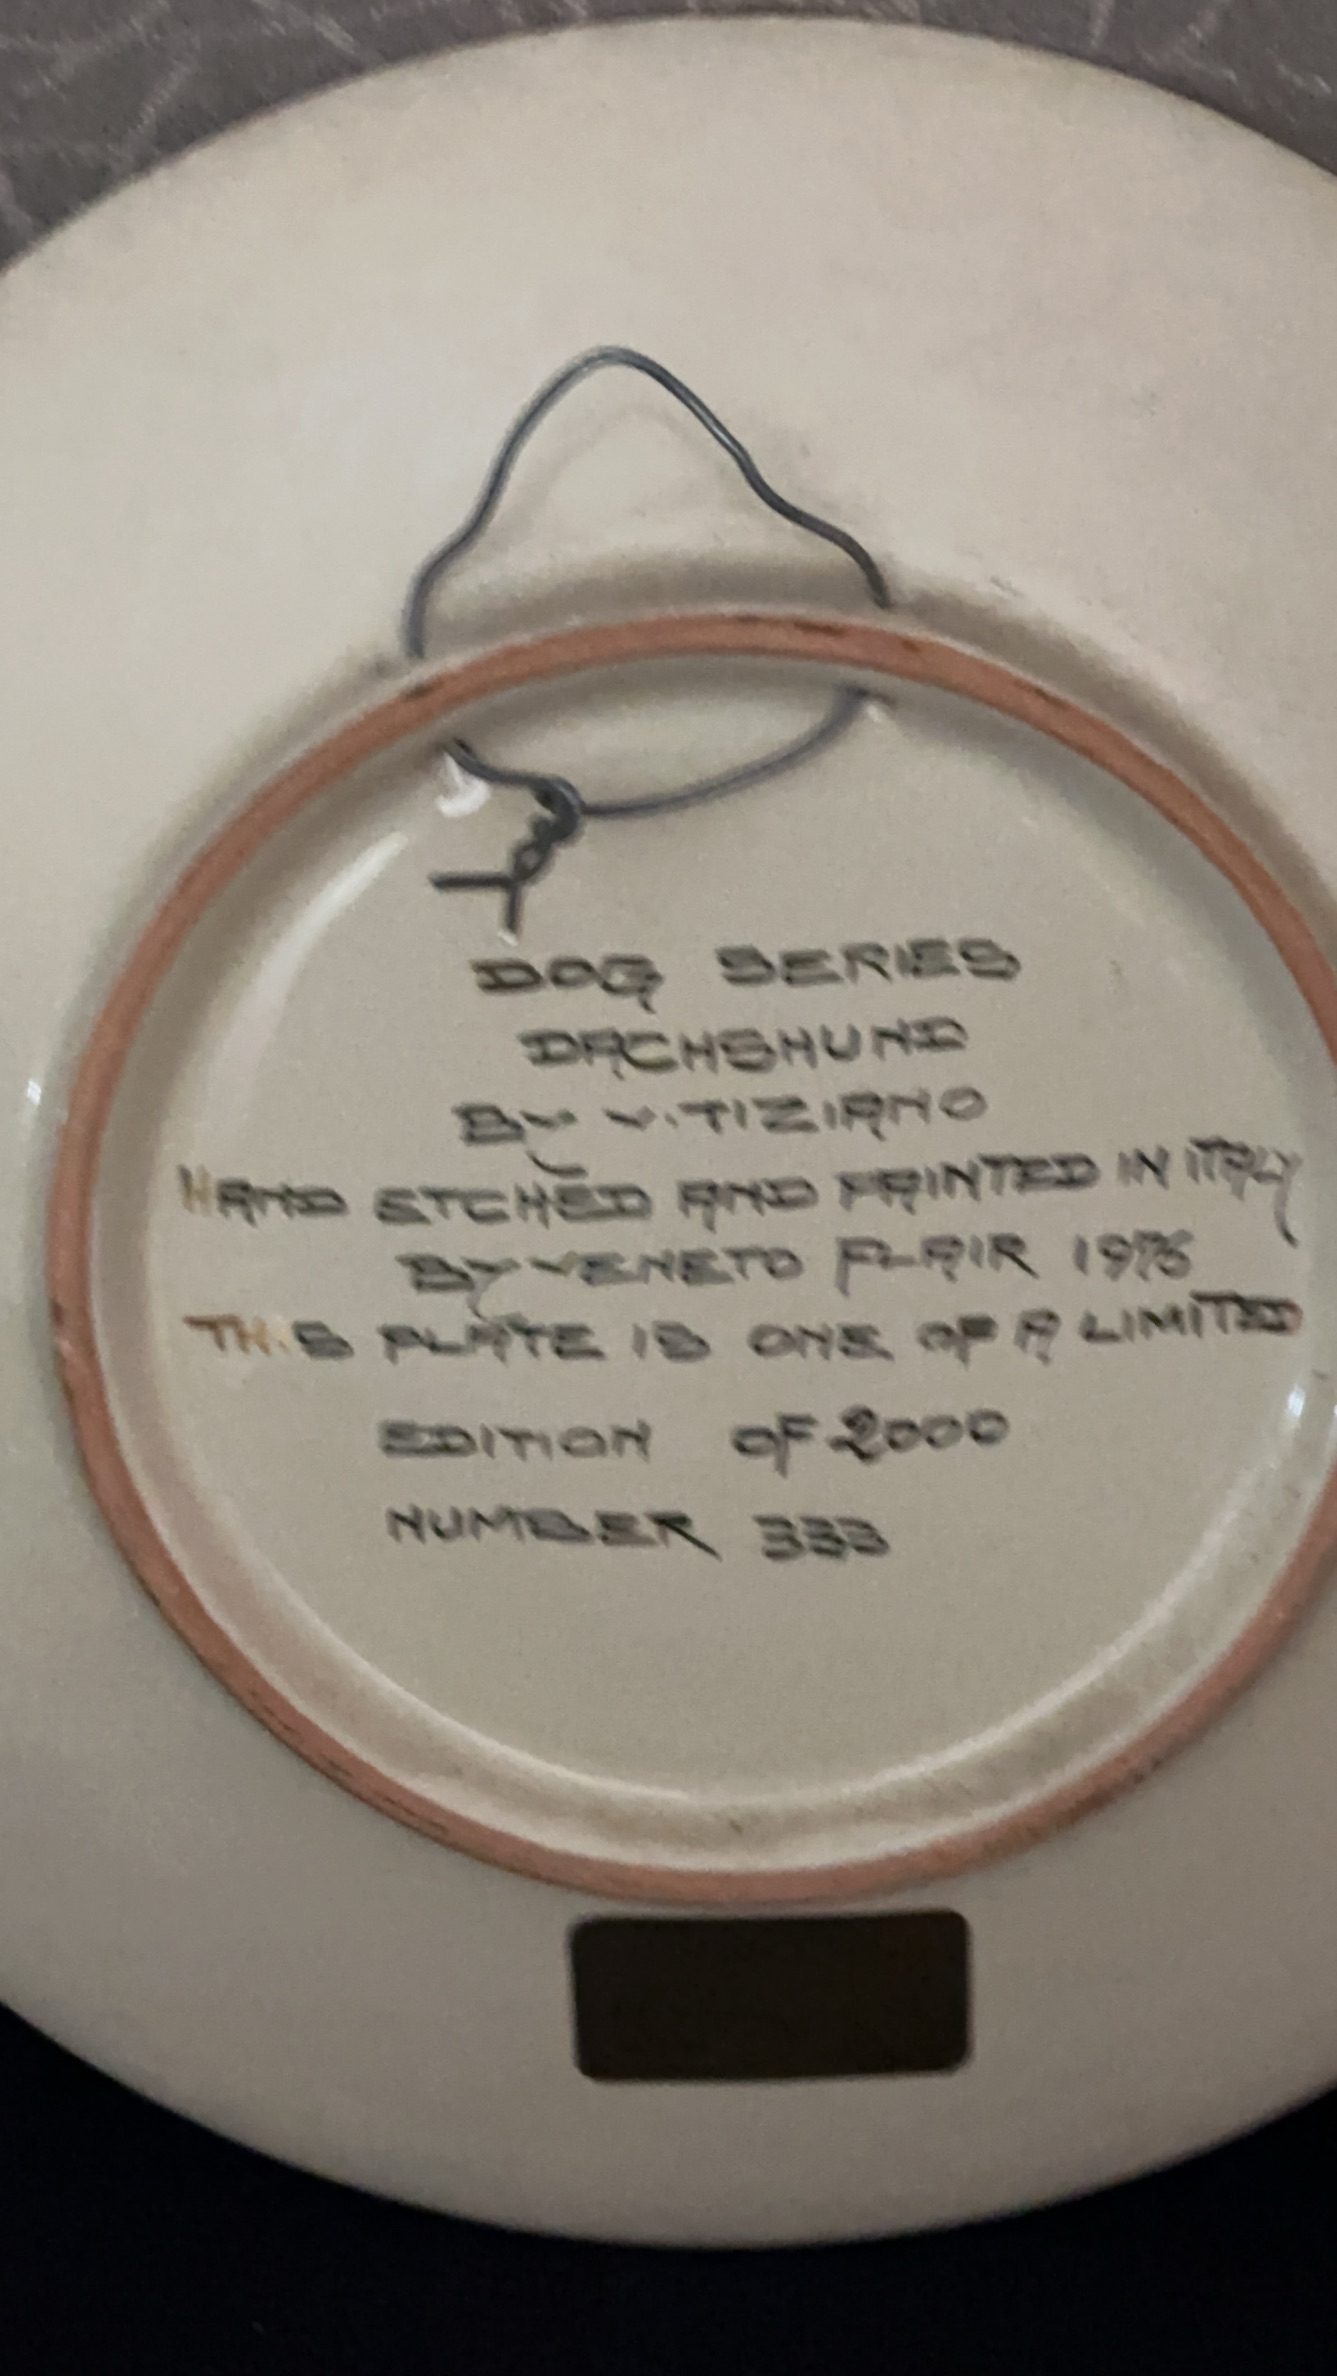 DOG SERIES
DACHSHUND
BY V. TIZIANO
HAND ETCHED AND PAINTED IN ITALY
BY VENETO FLAIR 1976
THIS PLATE IS ONE OF A LIMITED
EDITION OF 2000
NUMBER 333